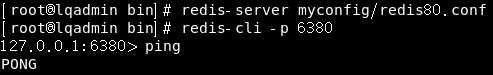 [root@lqadmin bin]# redis-server myconfig/redis80.conf
[root@lqadmin bin]# redis-cli -p 6380
127.0.0.1:6380> ping
PONG